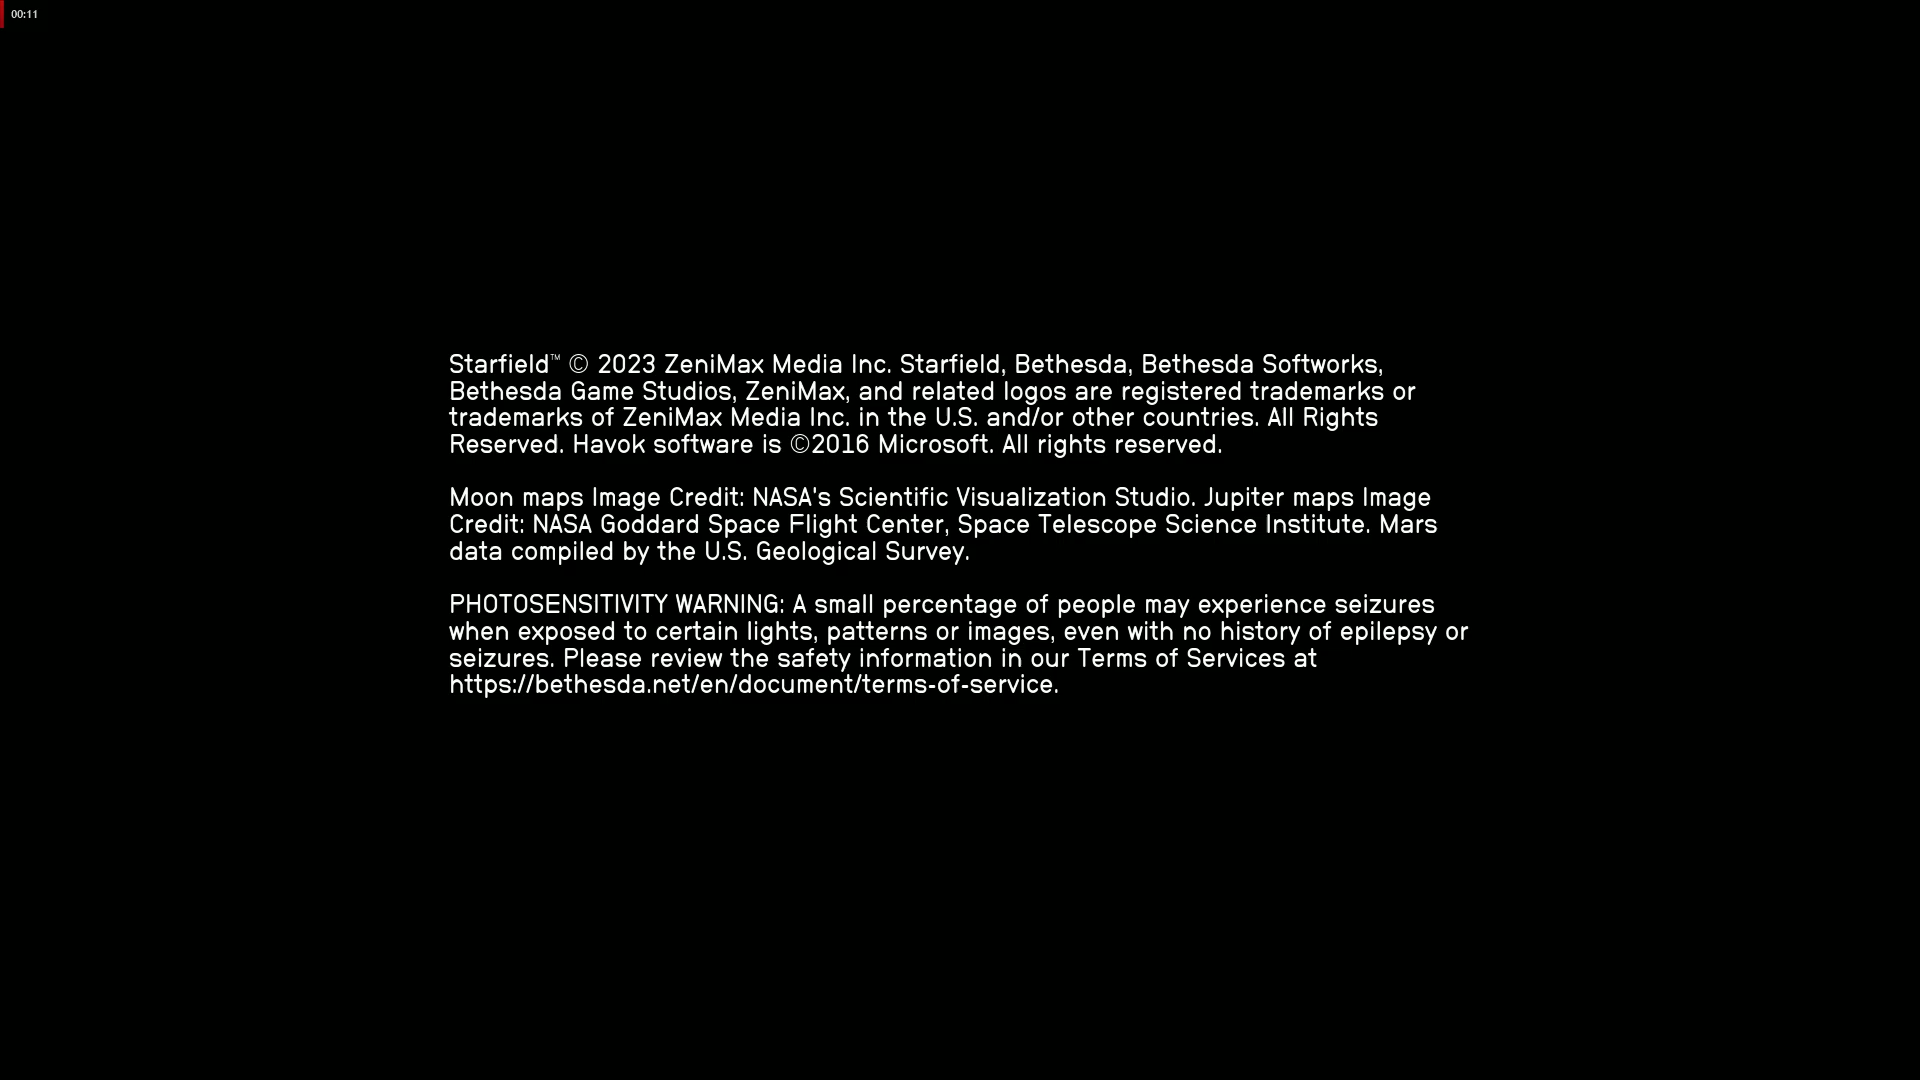 00:11
Starfield™ © 2023 ZeniMax Media Inc. Starfield, Bethesda, Bethesda Softworks,
Bethesda Game Studios, ZeniMax, and related logos are registered trademarks or
trademarks of ZeniMax Media Inc. in the U.S. and/or other countries. All Rights
Reserved. Havok software is ©2016 Microsoft. All rights reserved.
Moon maps Image Credit: NASA's Scientific Visualization Studio. Jupiter maps Image
Credit: NASA Goddard Space Flight Center, Space Telescope Science Institute. Mars
data compiled by the U.S. Geological Survey.
PHOTOSENSITIVITY WARNING: A small percentage of people may experience seizures
when exposed to certain lights, patterns or images, even with no history of epilepsy or
seizures. Please review the safety information in our Terms of Services at
https://bethesda.net/en/document/terms-of-service.